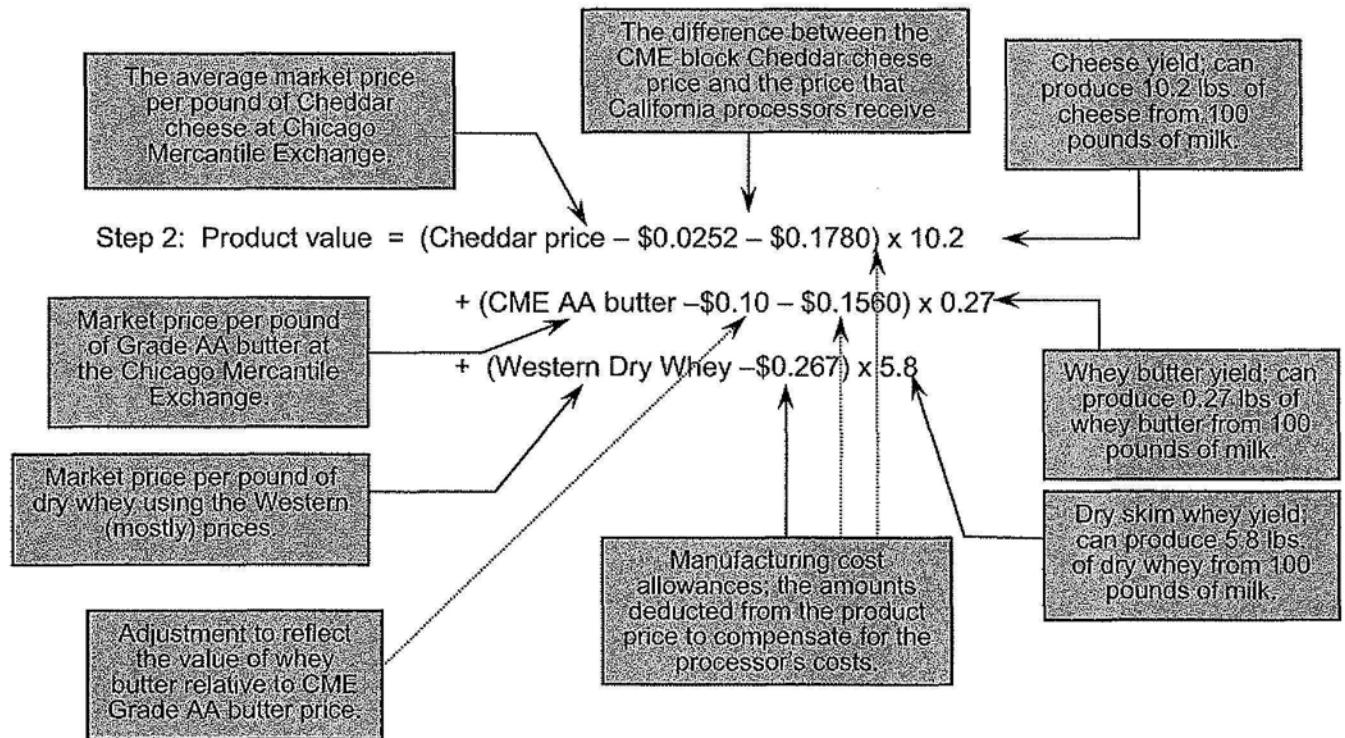 The difference between the
CME block Cheddar cheese
price and the price that
California processors receive
The average market price
per pound of Cheddar
cheese at Chicago
Mercantile Exchange.
Cheese yield; can
produce 10.2 lbs. of
cheese from 100
pounds of milk.
Step 2: Product value = (Cheddar price – $0.0252 – $0.1780) x 10.2
+ (CME AA butter –$0.10 – $0.1560) x 0.27
+ (Western Dry Whey –$0.267) x 5.8
Market price per pound
of Grade AA butter at
the Chicago Mercantile
Exchange.
Whey butter yield; can
produce 0.27 lbs of
whey butter from 100
pounds of milk.
Market price per pound of
dry whey using the Western
(mostly) prices.
Dry skim whey yield;
can produce 5.8 lbs.
of dry whey from 100
pounds of milk.
Manufacturing cost
allowances; the amounts
deducted from the product
price to compensate for the
processor's costs.
Adjustment to reflect
the value of whey
butter relative to CME
Grade AA butter price.